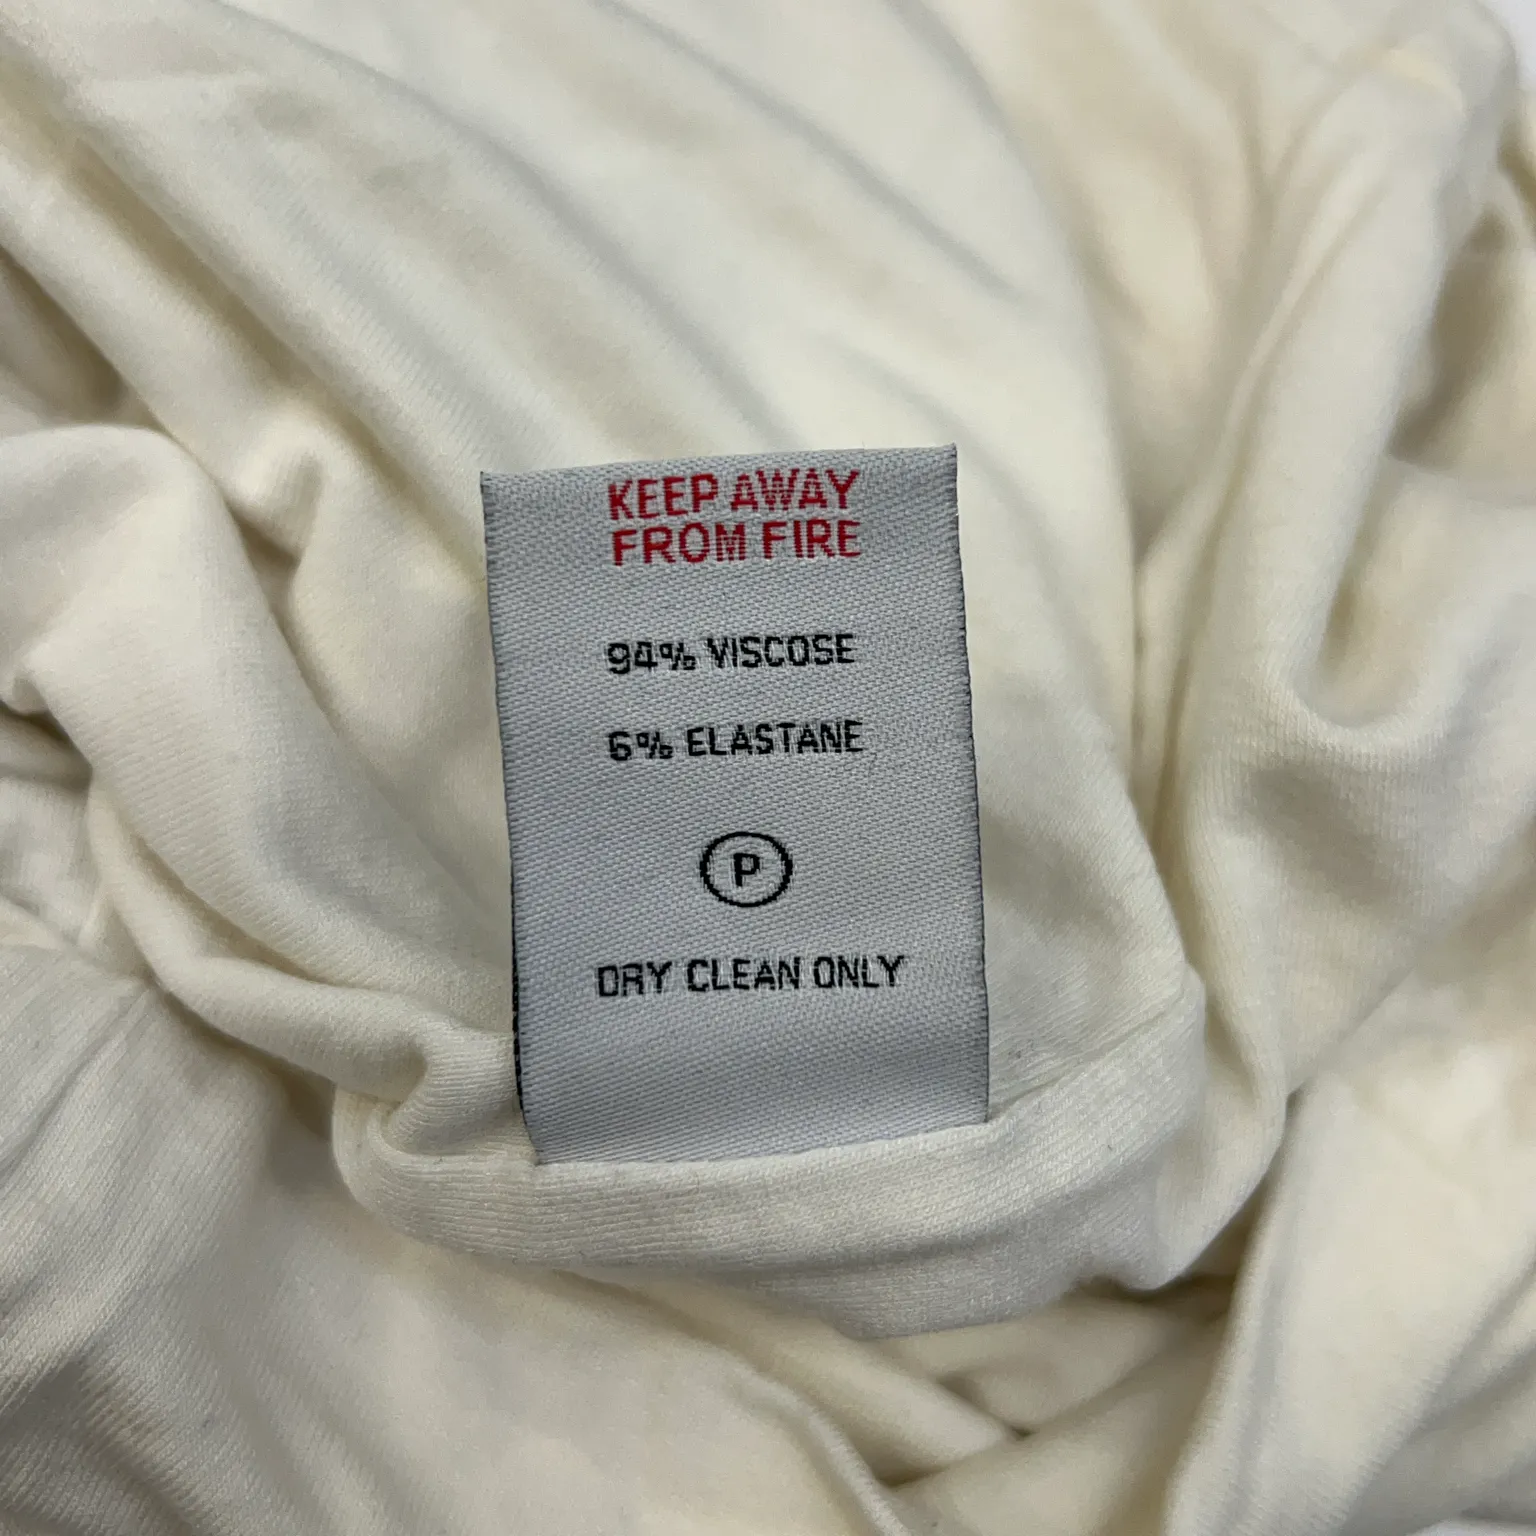 KEEP AWAY
FROM FIRE
94% VISCOSE
6% ELASTANE
P
DRY CLEAN ONLY